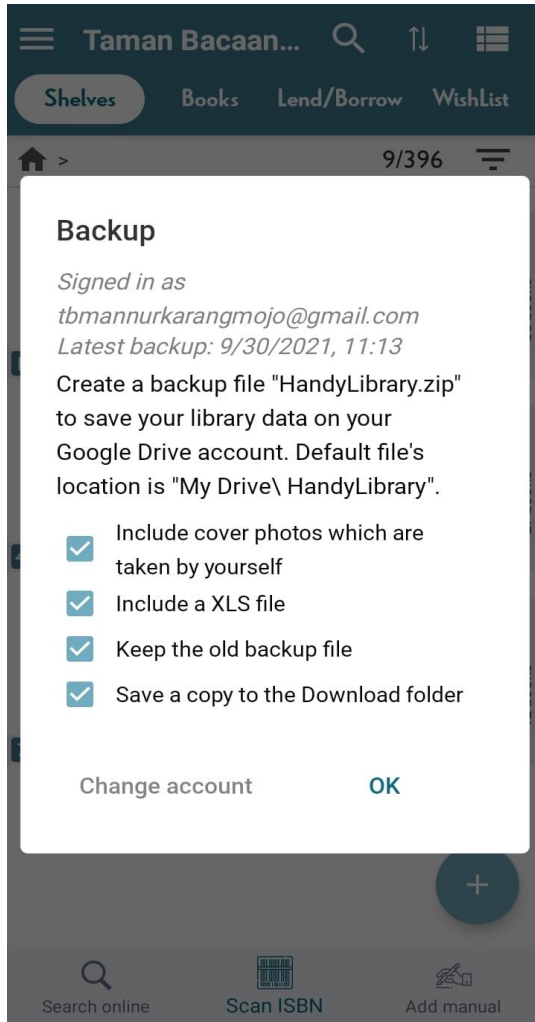 Taman Bacaan...
Shelves Books Lend/Borrow WishList
> 9/396
Backup
Signed in as
tbmannurkarangmojo@gmail.com
Latest backup: 9/30/2021, 11:13
Create a backup file "HandyLibrary.zip"
to save your library data on your
Google Drive account. Default file's
location is "My Drive\ HandyLibrary".
Include cover photos which are
taken by yourself
Include a XLS file
Keep the old backup file
Save a copy to the Download folder
Change account OK
+
Search online Scan ISBN Add manual